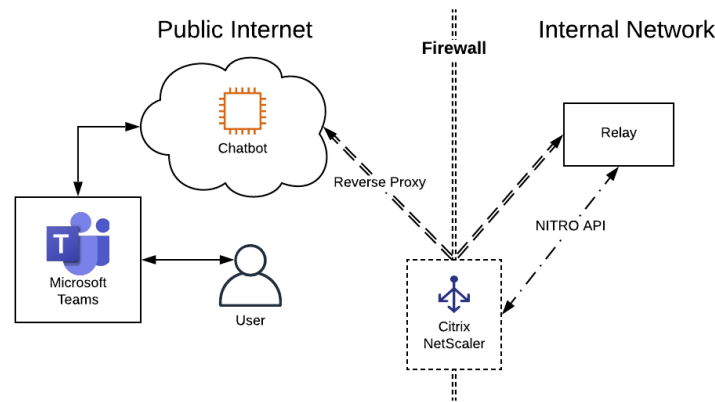 Public Internet
Internal Network
Firewall
Chatbot
Relay
Reverse Proxy
NITRO API
T
Microsoft
Teams
User
Citrix
NetScaler